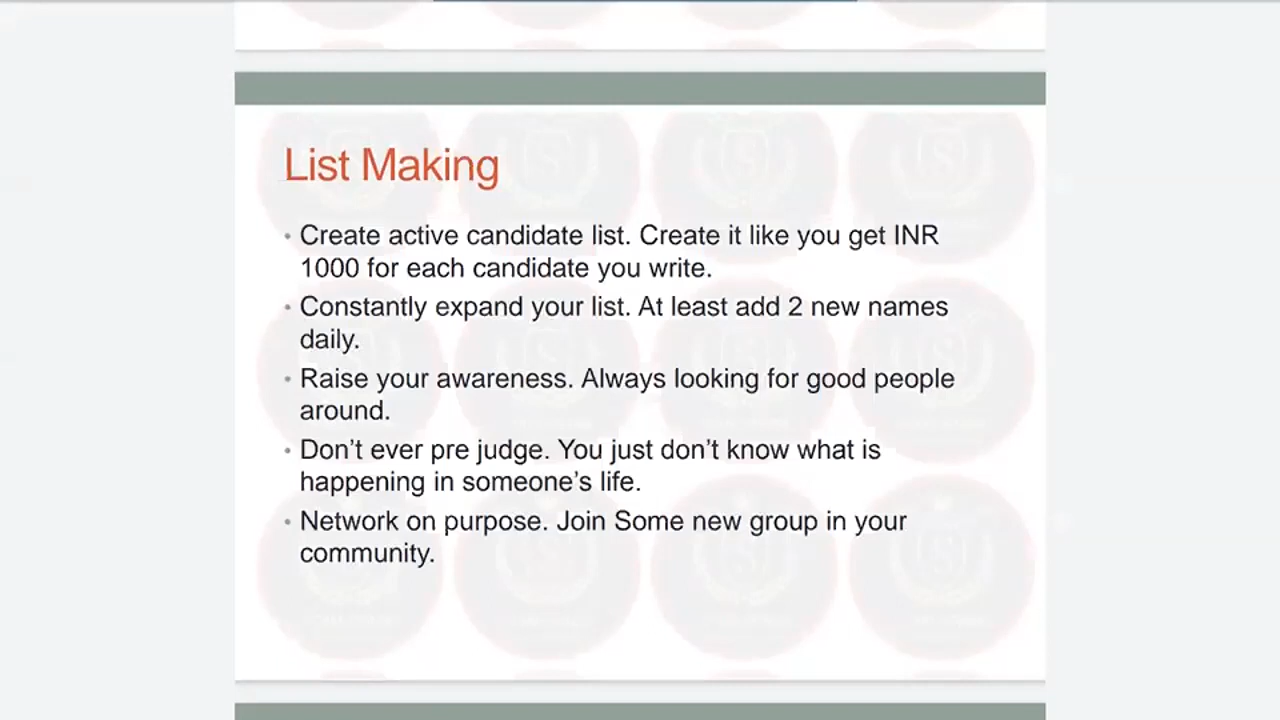 List Making
• Create active candidate list. Create it like you get INR
1000 for each candidate you write.
• Constantly expand your list. At least add 2 new names
daily.
• Raise your awareness. Always looking for good people
around.
• Don’t ever pre judge. You just don’t know what is
happening in someone’s life.
• Network on purpose. Join Some new group in your
community.